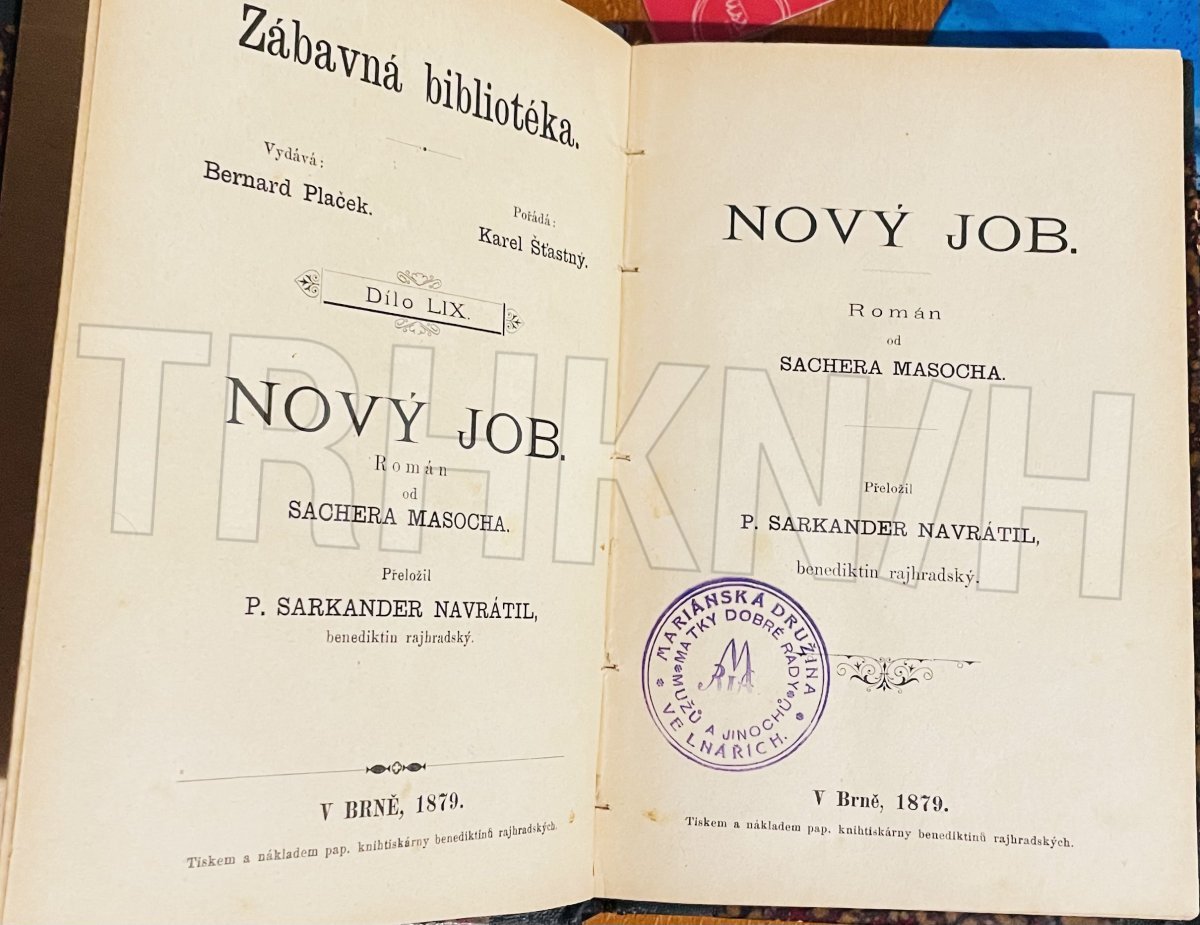 Zábavná bibliotéka.
Vydává:
Bernard Plaček.
Pořádá:
Karel Šťastný.
Dílo LIX.
NOVÝ JOB.
Román
od
SACHERA MASOCHA.
Přeložil
P. SARKANDER NAVRÁTIL,
benediktin rajhradský.
V BRNĚ, 1879.
Tiskem a nákladem pap. knihtiskárny benediktinů rajhradských.
NOVÝ JOB.
Román
od
SACHERA MASOCHA.
Přeložil
P. SARKANDER NAVRÁTIL,
benediktin rajhradský.
MARIÁNSKÁ DRUŽINA
MATKY DOBRÉ RADY
MUŽŮ A JINOCHŮ
VE LNÁŘÍCH.
V Brně, 1879.
Tiskem a nákladem pap. knihtiskárny benediktinů rajhradských.
TRHKNIH